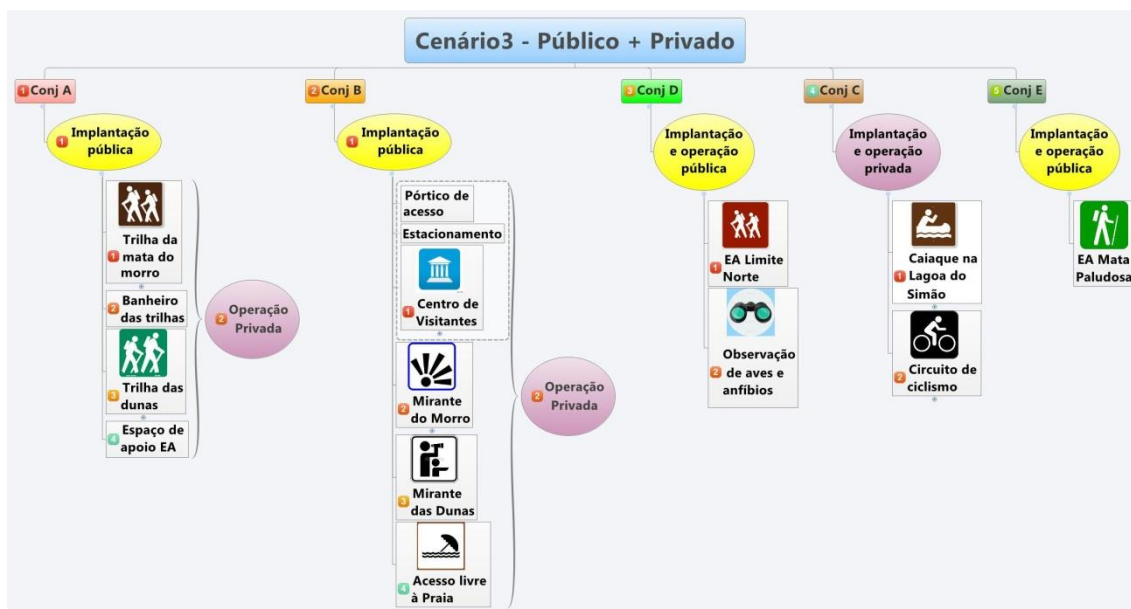 Cenário3 - Público + Privado
1 Conj A
1 Implantação
pública
Trilha da
1 mata do
morro
2 Banheiro
das trilhas
3 Trilha das
dunas
4 Espaço de
apoio EA
2 Operação
Privada
2 Conj B
1 Implantação
pública
Pórtico de
acesso
Estacionamento
1 Centro de
Visitantes
2 Mirante
do Morro
3 Mirante
das Dunas
4 Acesso livre
à Praia
2 Operação
Privada
3 Conj D
Implantação
e operação
pública
1 EA Limite
Norte
Observação
2 de aves e
anfíbios
4 Conj C
Implantação
e operação
privada
Caiaque na
1 Lagoa do
Simão
2 Circuito de
ciclismo
5 Conj E
Implantação
e operação
pública
EA Mata
Paludosa